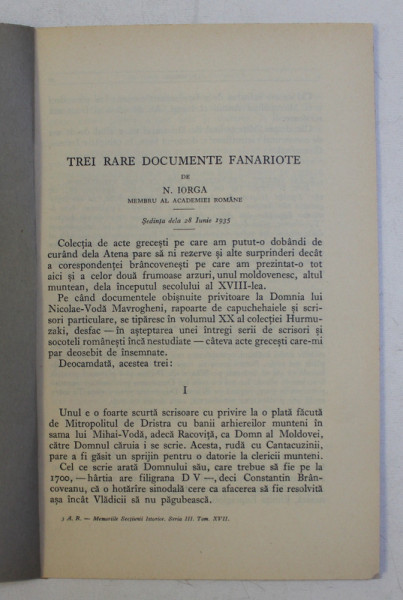 TREI RARE DOCUMENTE FANARIOTE
DE
N. IORGA
MEMBRU AL ACADEMIEI ROMÂNE
Ședința dela 28 Iunie 1935
Colecția de acte grecești pe care am putut-o dobândi de
curând dela Atena pare să ni rezerve și alte surprinderi decât
a corespondenței brâncovenești pe care am prezintat-o tot
aici și a celor două frumoase arzuri, unul moldovenesc, altul
muntean, dela începutul secolului al XVIII-lea.
Pe când documentele obișnuite privitoare la Domnia lui
Nicolae-Vodă Mavrogheni, rapoarte de capuchehaiele și scri-
sori particulare, se tipăresc în volumul XX al colecției Hurmu-
zaki, desfac — în așteptarea unei întregi serii de scrisori și
socoteli românești încă nestudiate — câteva acte grecești care-mi
par deosebit de însemnate.
Deocamdată, acestea trei:
I
Unul e o foarte scurtă scrisoare cu privire la o plată făcută
de Mitropolitul de Dristra cu banii arhiereilor munteni în
sama lui Mihai-Vodă, adecă Racoviță, ca Domn al Moldovei,
către Domnul căruia i se scrie. Acesta, rudă cu Cantacuzinii,
pare a fi găsit un sprijin pentru o datorie la clericii munteni.
Cel ce scrie arată Domnului său, care trebue să fie pe la
1700, — hârtia are filigrana D V —, deci Constantin Brân-
coveanu, că o hotărîre sinodală cere ca afacerea să fie resolvită
așa încât Vlădicii să nu păgubească.
3 A. R. — Memoriile Secțiunii Istorice. Seria III. Tom. XVII.